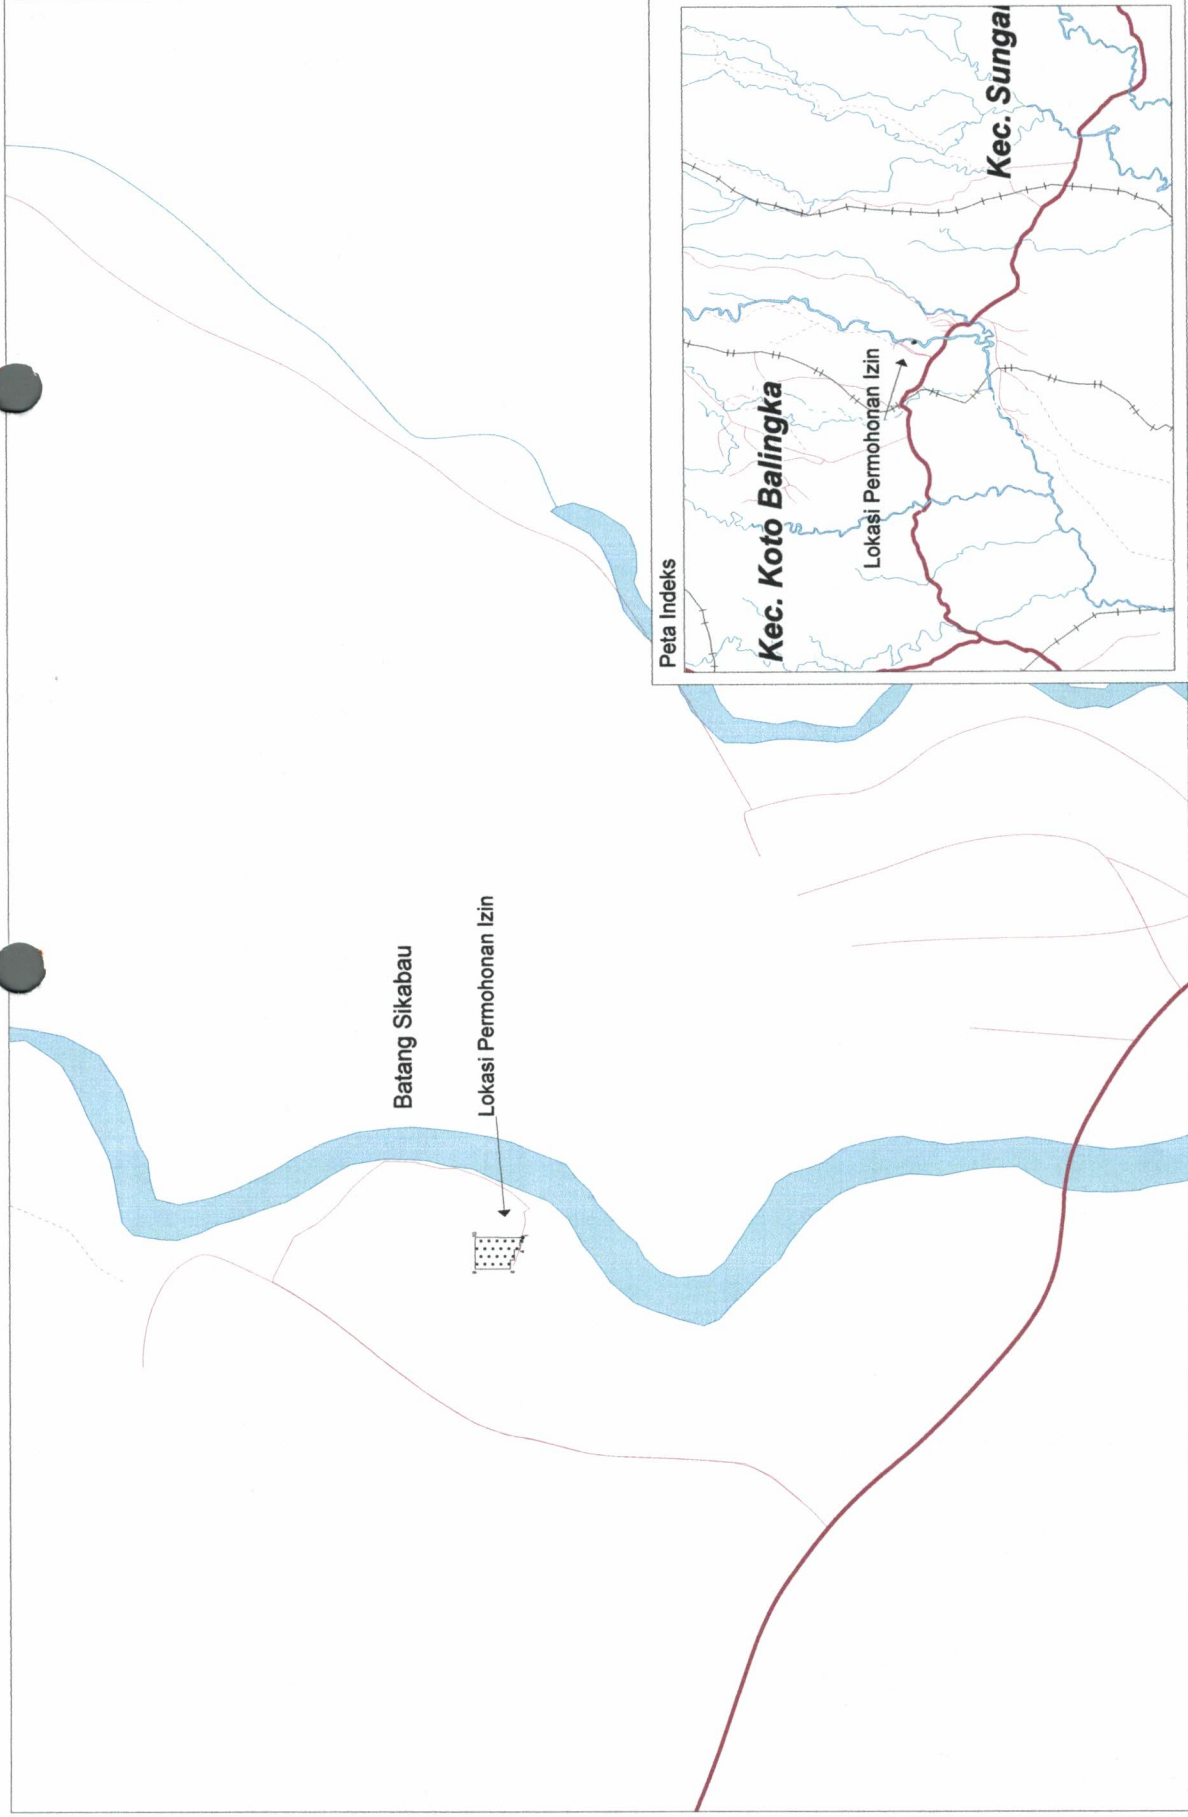 Batang Sikabau
Lokasi Permohonan Izin
Peta Indeks
Kec. Koto Balingka
Lokasi Permohonan Izin
Kec. Sungai